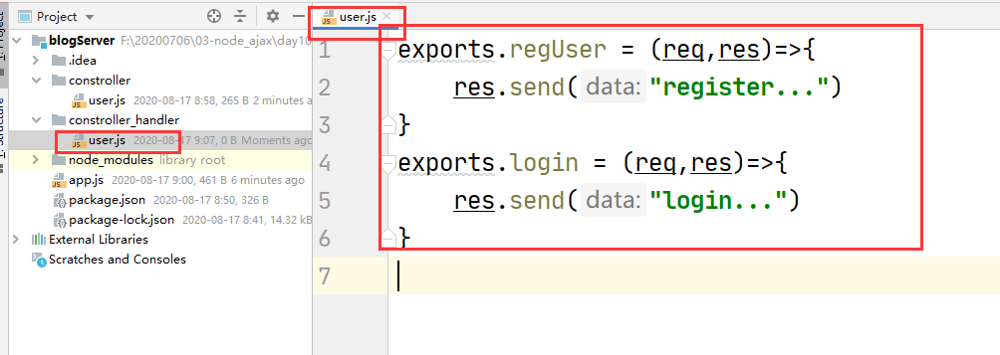 Project
user.js
blogServer F:\20200706\03-node_ajax\day10
.idea
constroller
user.js 2020-08-17 8:58, 265 B 2 minutes a
constroller_handler
user.js 2020-08-17 9:07, 0 B Moments ago
node_modules library root
app.js 2020-08-17 9:00, 461 B 6 minutes ago
package.json 2020-08-17 8:50, 326 B
package-lock.json 2020-08-17 8:41, 14.32 kB
External Libraries
Scratches and Consoles
1 exports.regUser = (req,res)=>{
2 res.send( data: "register...")
3 }
4 exports.login = (req,res)=>{
5 res.send( data: "login...")
6 }
7